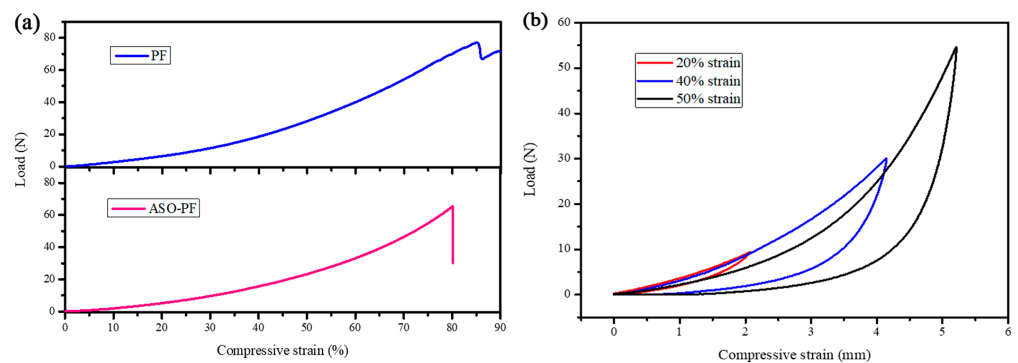 (a)
80
60
40
20
0
PF
80
60
40
20
0
ASO-PF
Load (N)
0 10 20 30 40 50 60 70 80 90
Compressive strain (%)
(b)
60
50
40
30
20
10
0
20% strain
40% strain
50% strain
Load (N)
0 1 2 3 4 5 6
Compressive strain (mm)